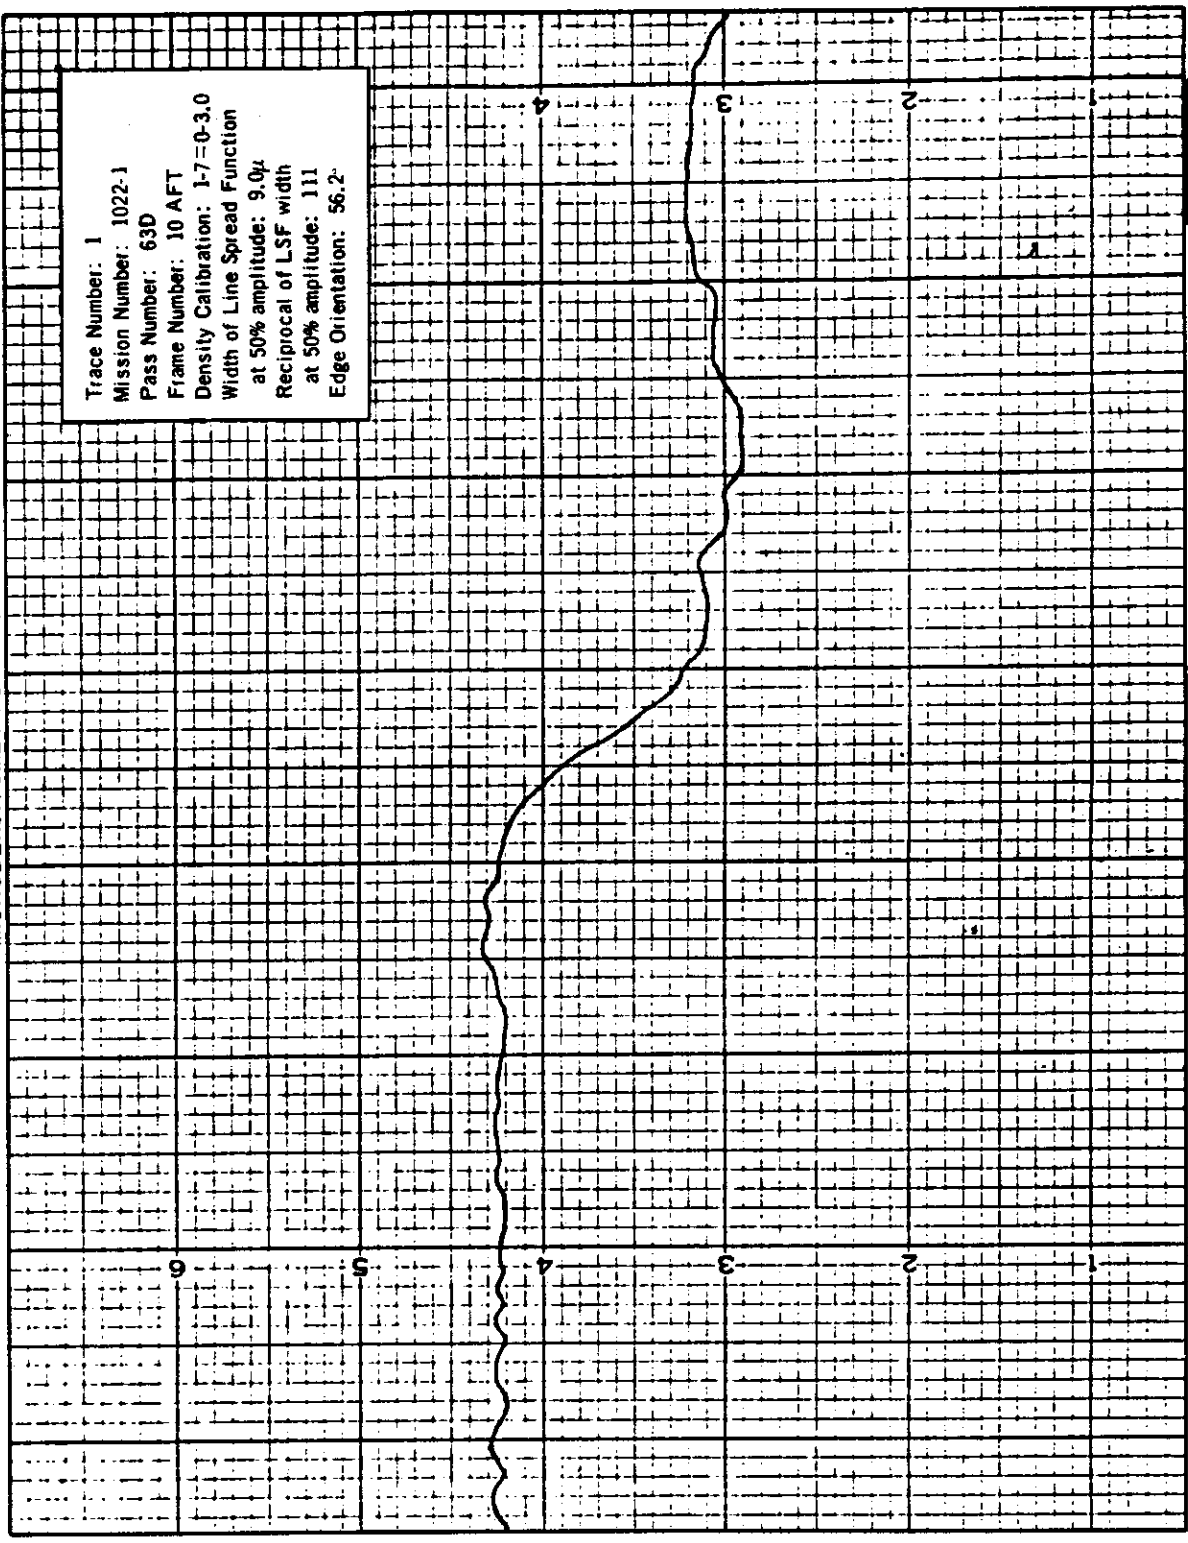 Trace Number: 1
Mission Number: 1022-1
Pass Number: 63D
Frame Number: 10 AFT
Density Calibration: 1-7=0-3.0
Width of Line Spread Function
at 50% amplitude: 9.0μ
Reciprocal of LSF width
at 50% amplitude: 111
Edge Orientation: 56.2°
4 3 2 1
6 5 4 3 2 1